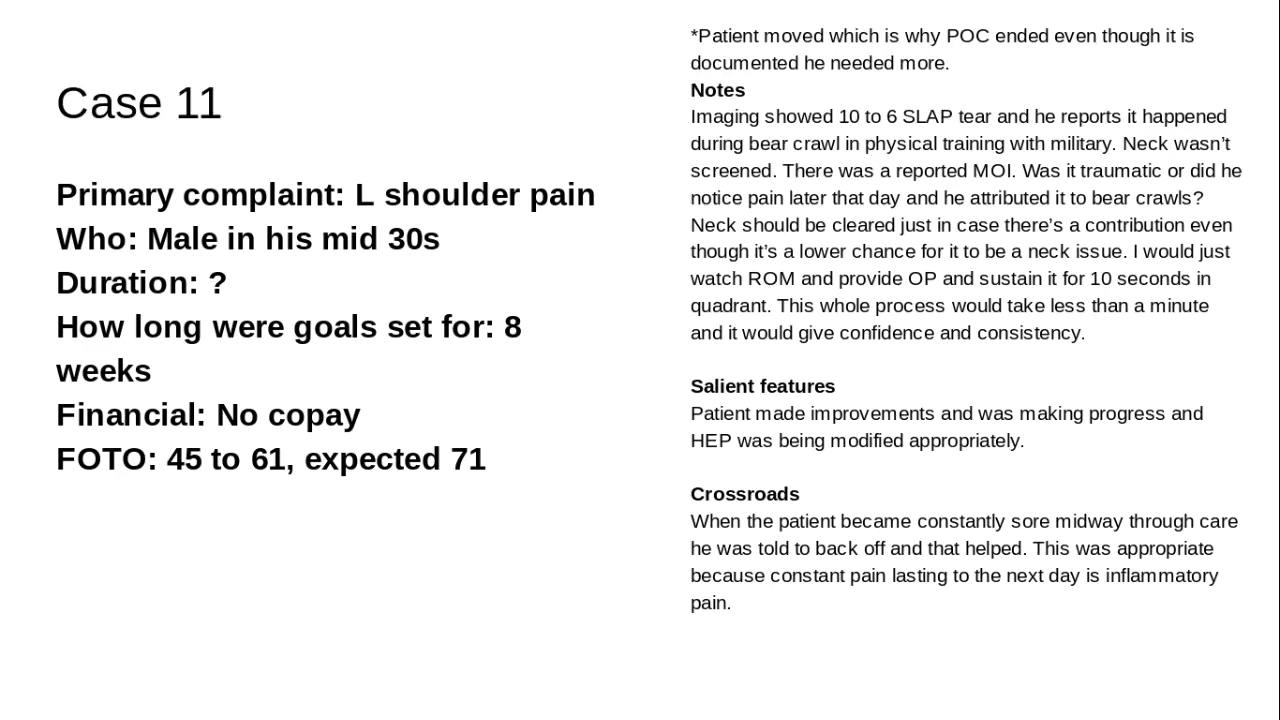 Case 11
Primary complaint: L shoulder pain
Who: Male in his mid 30s
Duration: ?
How long were goals set for: 8
weeks
Financial: No copay
FOTO: 45 to 61, expected 71
*Patient moved which is why POC ended even though it is
documented he needed more.
Notes
Imaging showed 10 to 6 SLAP tear and he reports it happened
during bear crawl in physical training with military. Neck wasn’t
screened. There was a reported MOI. Was it traumatic or did he
notice pain later that day and he attributed it to bear crawls?
Neck should be cleared just in case there’s a contribution even
though it’s a lower chance for it to be a neck issue. I would just
watch ROM and provide OP and sustain it for 10 seconds in
quadrant. This whole process would take less than a minute
and it would give confidence and consistency.
Salient features
Patient made improvements and was making progress and
HEP was being modified appropriately.
Crossroads
When the patient became constantly sore midway through care
he was told to back off and that helped. This was appropriate
because constant pain lasting to the next day is inflammatory
pain.